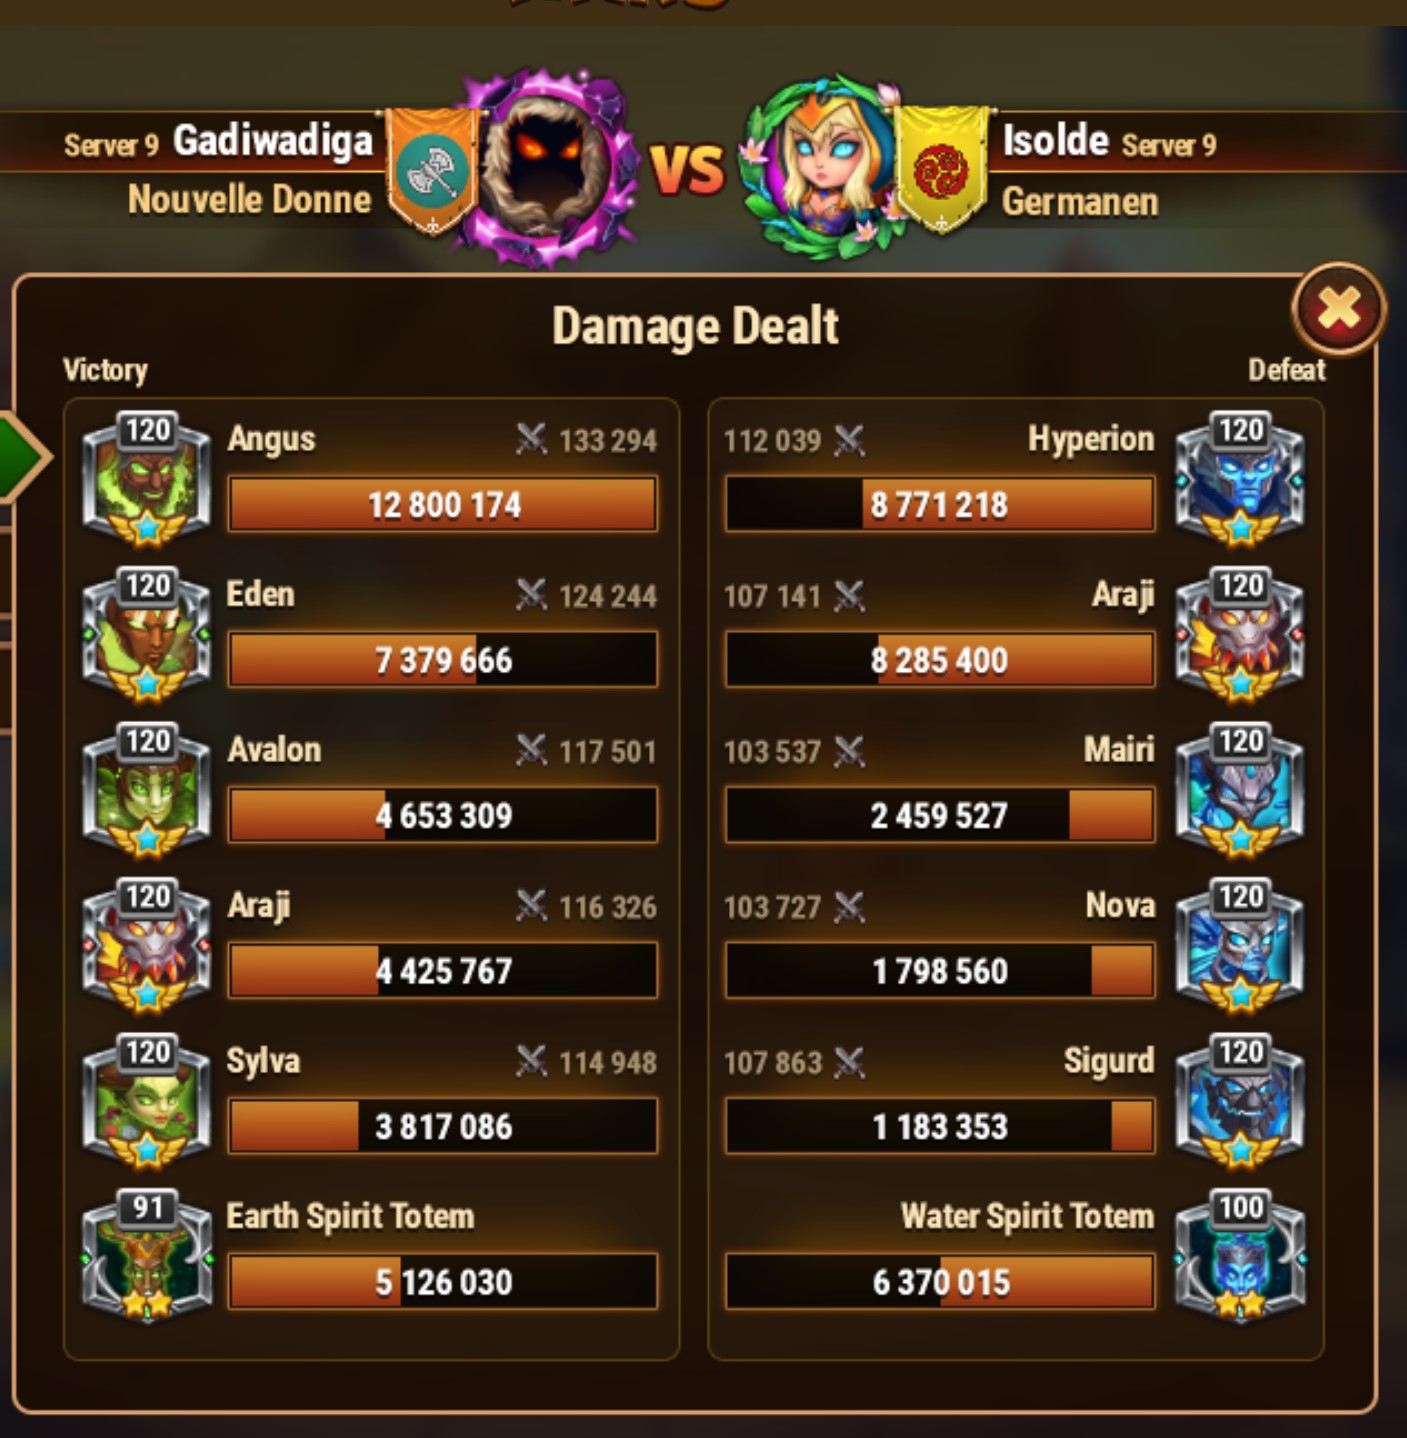 Server 9 Gadiwadiga
Nouvelle Donne
VS
Isolde Server 9
Germanen
Damage Dealt
Victory
Defeat
120
Angus 133 294
12 800 174
120
Eden 124 244
7 379 666
120
Avalon 117 501
4 653 309
120
Araji 116 326
4 425 767
120
Sylva 114 948
3 817 086
91
Earth Spirit Totem
5 126 030
112 039 Hyperion
120
8 771 218
107 141 Araji
120
8 285 400
103 537 Mairi
120
2 459 527
103 727 Nova
120
1 798 560
107 863 Sigurd
120
1 183 353
Water Spirit Totem
100
6 370 015